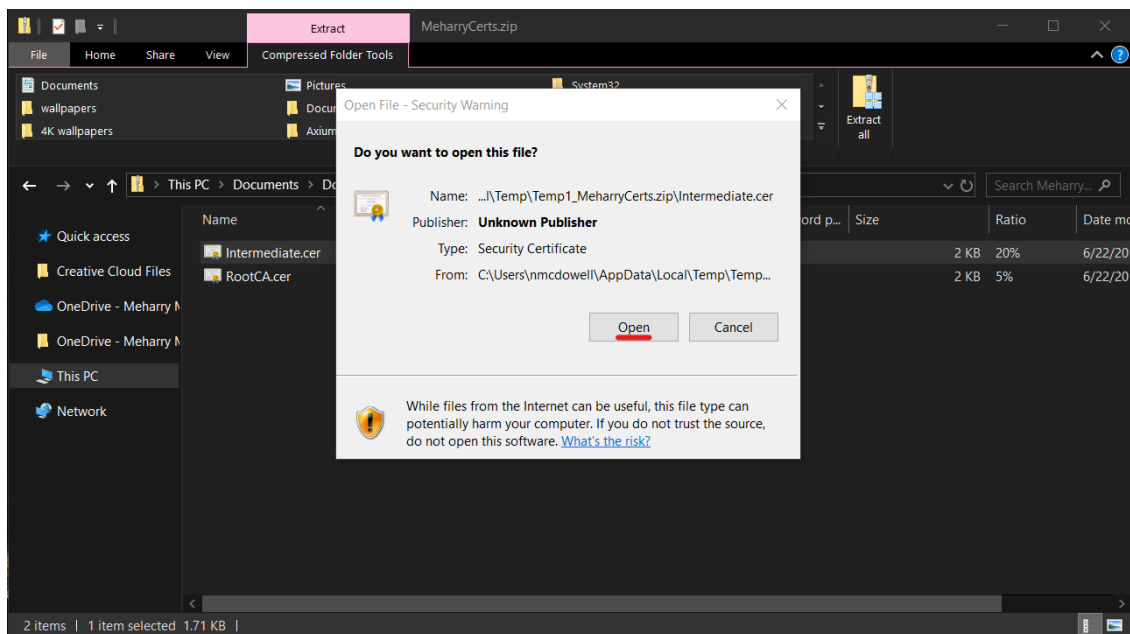 Extract
MeharryCerts.zip
File
Home
Share
View
Compressed Folder Tools
Documents
Pictures
System32
wallpapers
Docu
4K wallpapers
Axium
Extract
all
Open File - Security Warning
Do you want to open this file?
Name: ...l\Temp\Temp1_MeharryCerts.zip\Intermediate.cer
Publisher: Unknown Publisher
Type: Security Certificate
From: C:\Users\nmcdowell\AppData\Local\Temp\Temp...
Open
Cancel
While files from the Internet can be useful, this file type can
potentially harm your computer. If you do not trust the source,
do not open this software. What's the risk?
This PC > Documents > Do
Search Meharry...
Name
ord p...
Size
Ratio
Date mo
Quick access
Creative Cloud Files
OneDrive - Meharry M
OneDrive - Meharry M
This PC
Network
Intermediate.cer
2 KB
20%
6/22/20
RootCA.cer
2 KB
5%
6/22/20
2 items | 1 item selected 1.71 KB |